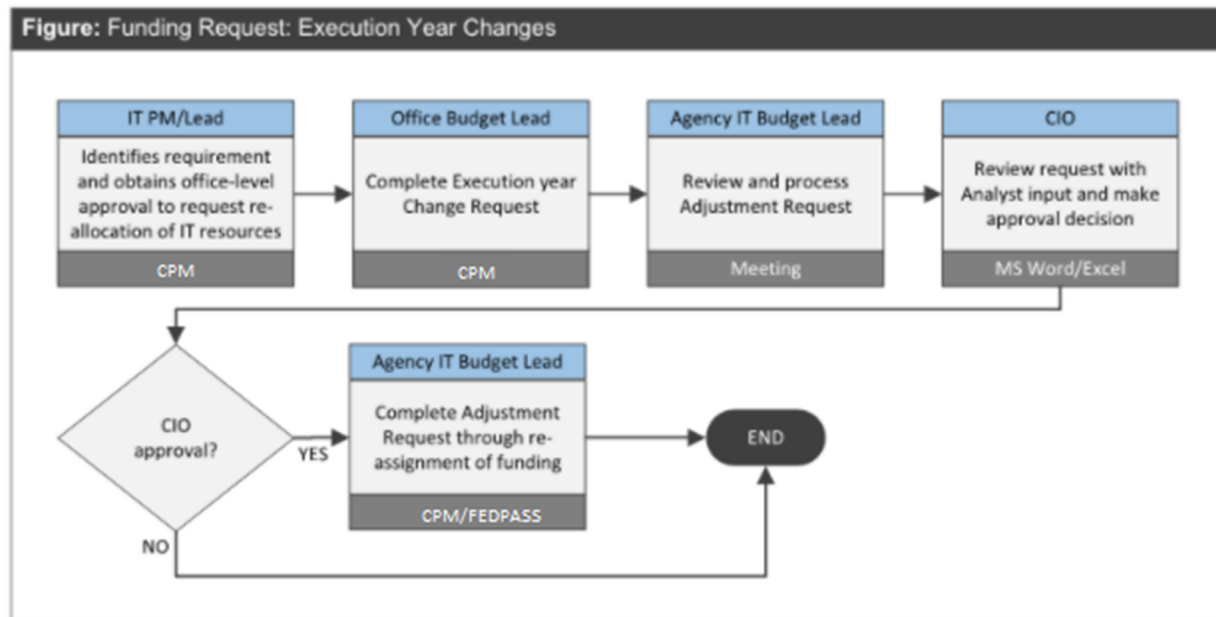 Figure: Funding Request: Execution Year Changes
IT PM/Lead
Identifies requirement
and obtains office-level
approval to request re-
allocation of IT resources
CPM
Office Budget Lead
Complete Execution year
Change Request
CPM
Agency IT Budget Lead
Review and process
Adjustment Request
Meeting
CIO
Review request with
Analyst input and make
approval decision
MS Word/Excel
CIO
approval?
YES
NO
Agency IT Budget Lead
Complete Adjustment
Request through re-
assignment of funding
CPM/FEDPASS
END